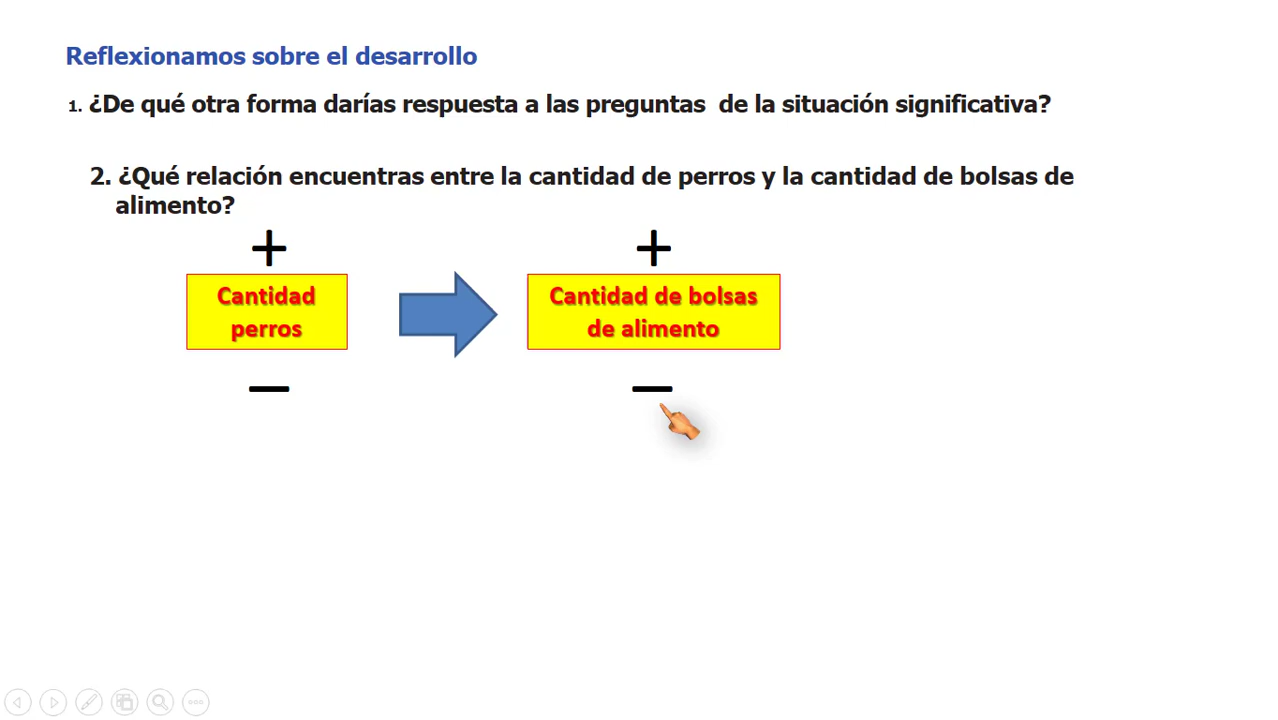 Reflexionamos sobre el desarrollo
1. ¿De qué otra forma darías respuesta a las preguntas de la situación significativa?
2. ¿Qué relación encuentras entre la cantidad de perros y la cantidad de bolsas de
alimento?
+ +
Cantidad
perros
Cantidad de bolsas
de alimento
— —